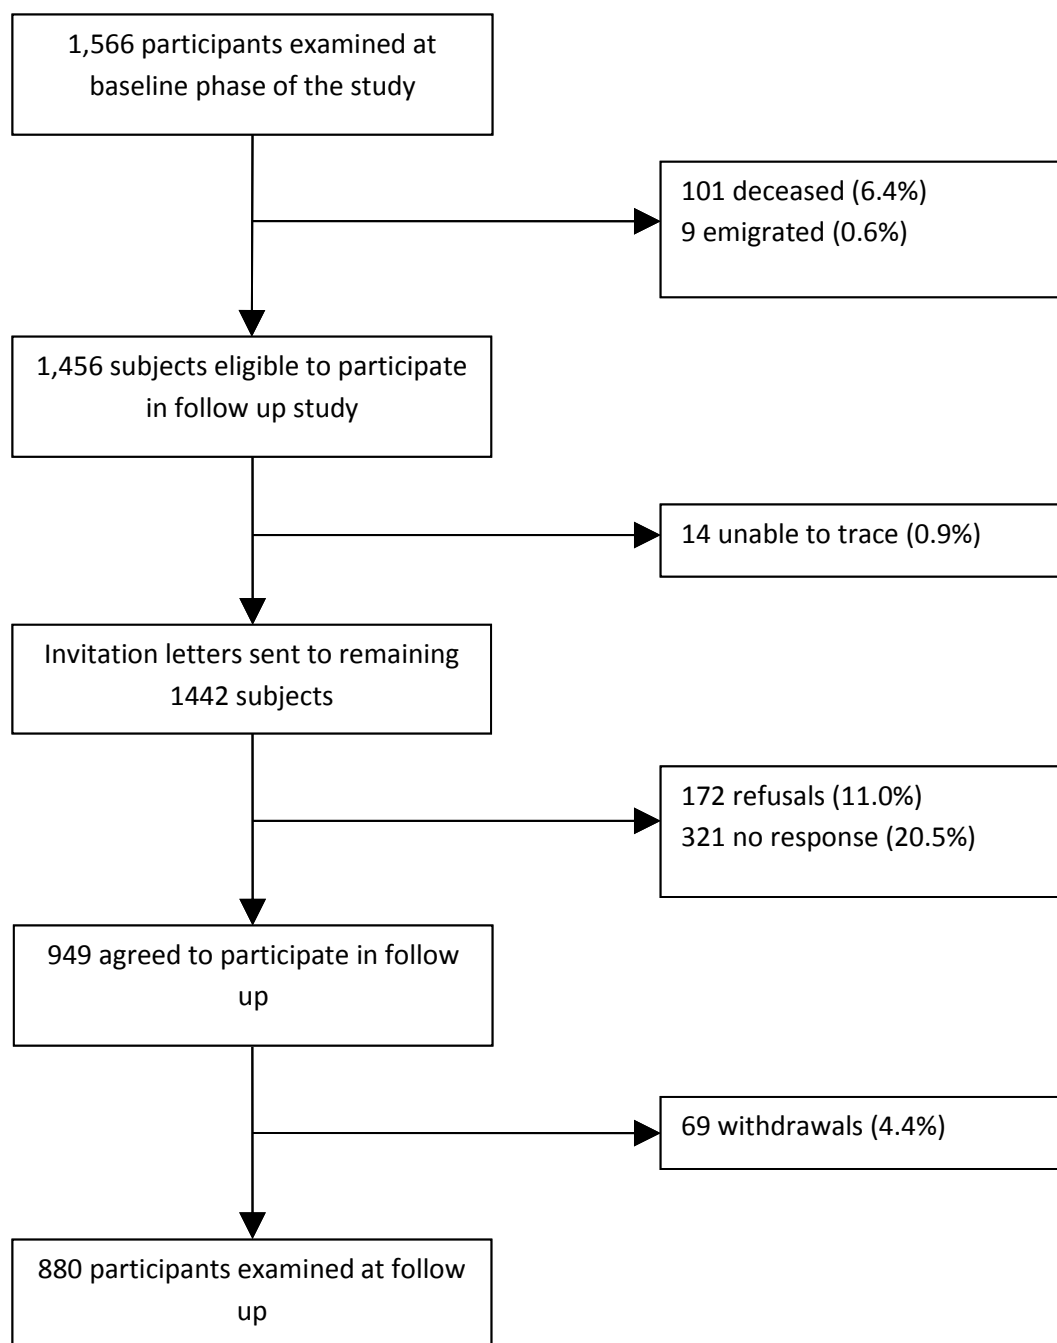 1,566 participants examined at
baseline phase of the study
101 deceased (6.4%)
9 emigrated (0.6%)
1,456 subjects eligible to participate
in follow up study
14 unable to trace (0.9%)
Invitation letters sent to remaining
1442 subjects
172 refusals (11.0%)
321 no response (20.5%)
949 agreed to participate in follow
up
69 withdrawals (4.4%)
880 participants examined at follow
up